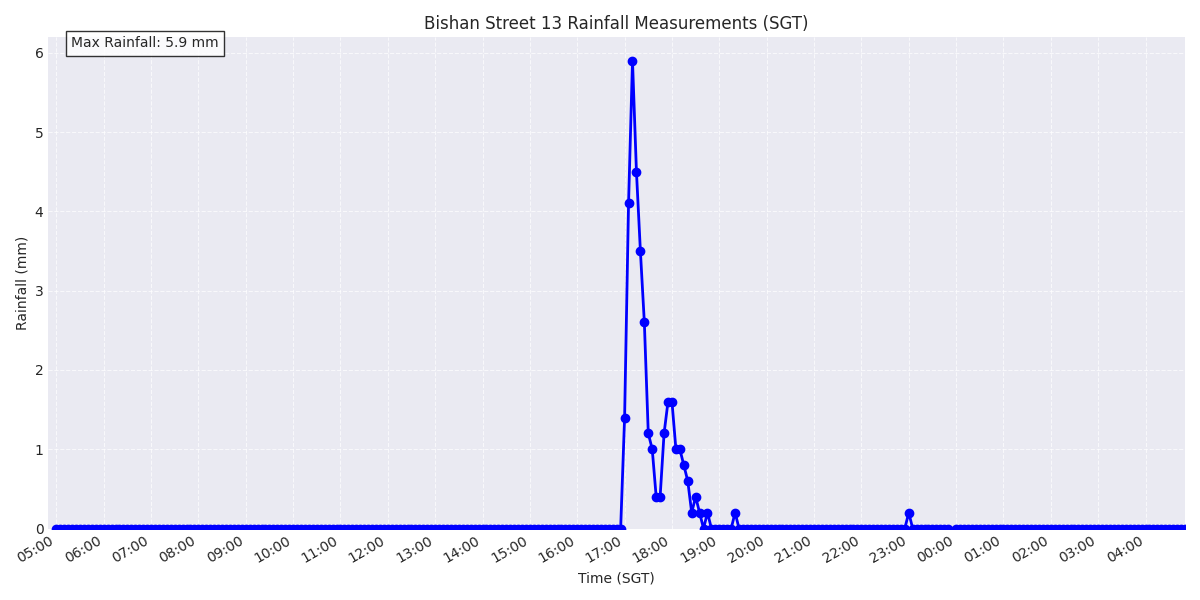 Bishan Street 13 Rainfall Measurements (SGT)
Max Rainfall: 5.9 mm
6
5
4
3
2
1
0
Rainfall (mm)
05:00 06:00 07:00 08:00 09:00 10:00 11:00 12:00 13:00 14:00 15:00 16:00 17:00 18:00 19:00 20:00 21:00 22:00 23:00 00:00 01:00 02:00 03:00 04:00
Time (SGT)